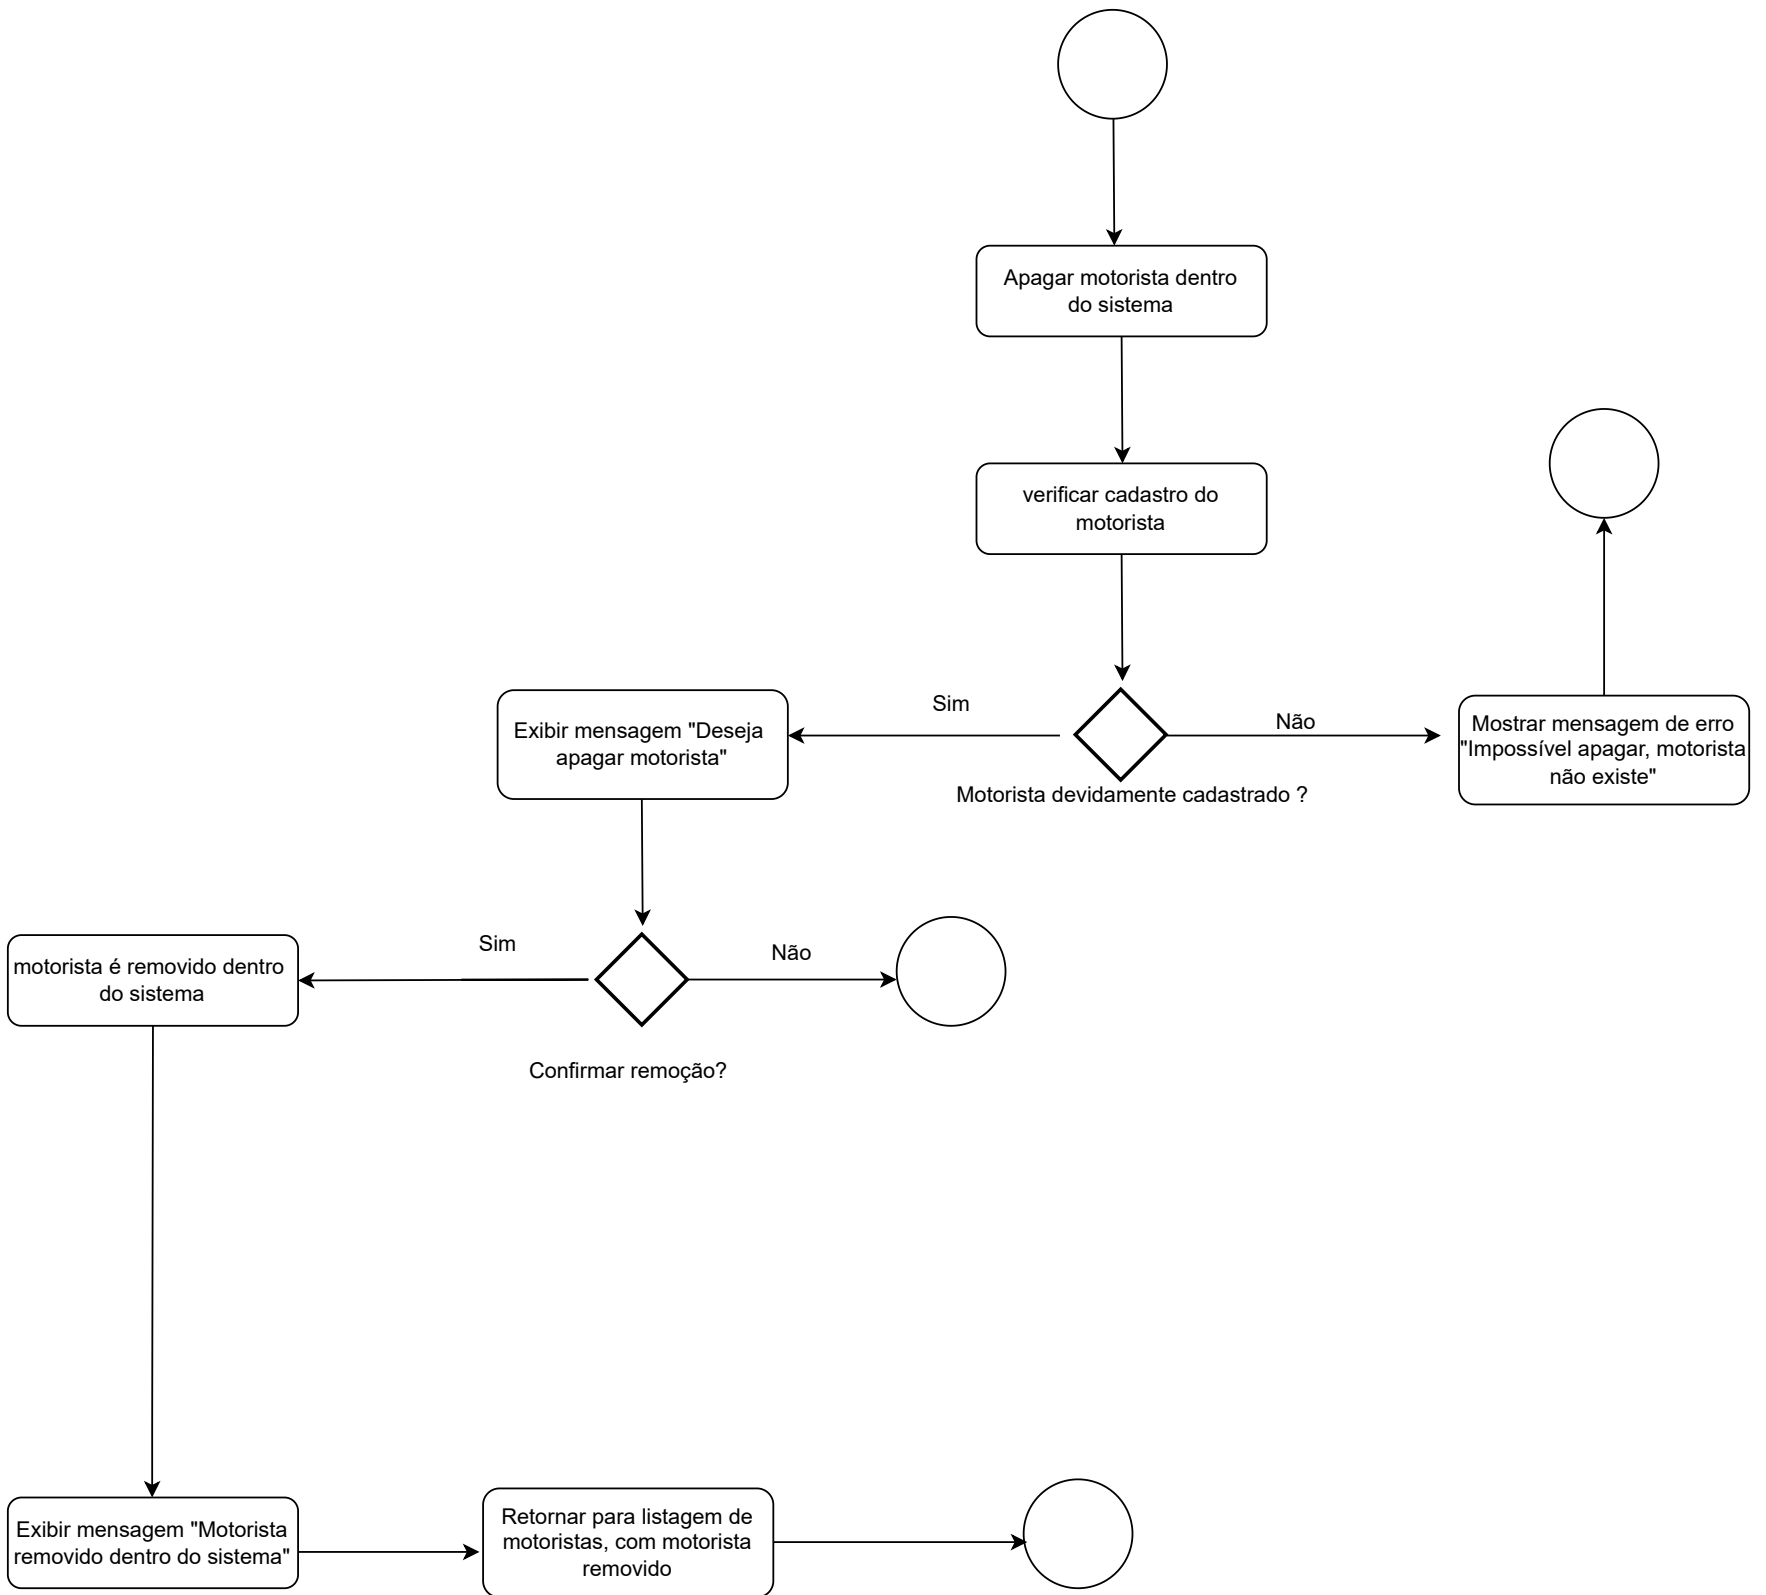 Apagar motorista dentro
do sistema
verificar cadastro do
motorista
Sim
Não
Exibir mensagem "Deseja
apagar motorista"
Motorista devidamente cadastrado ?
Mostrar mensagem de erro
"Impossível apagar, motorista
não existe"
Sim
Não
motorista é removido dentro
do sistema
Confirmar remoção?
Exibir mensagem "Motorista
removido dentro do sistema"
Retornar para listagem de
motoristas, com motorista
removido